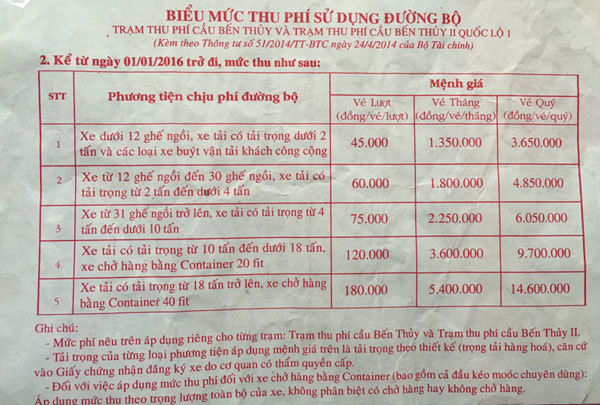 BIỂU MỨC THU PHÍ SỬ DỤNG ĐƯỜNG BỘ
TRẠM THU PHÍ CẦU BẾN THỦY VÀ TRẠM THU PHÍ CẦU BẾN THỦY II QUỐC LỘ 1
(Kèm theo Thông tư số 51/2014/TT-BTC ngày 24/4/2014 của Bộ Tài chính)
2. Kể từ ngày 01/01/2016 trở đi, mức thu như sau:
STT Phương tiện chịu phí đường bộ Mệnh giá
Vé Lượt Vé Tháng Vé Quý
(đồng/vé/lượt) (đồng/vé/tháng) (đồng/vé/quý)
1 Xe dưới 12 ghế ngồi, xe tải có tải trọng dưới 2 45.000 1.350.000 3.650.000
tấn và các loại xe buýt vận tải khách công cộng
2 Xe từ 12 ghế ngồi đến 30 ghế ngồi, xe tải có 60.000 1.800.000 4.850.000
tải trọng từ 2 tấn đến dưới 4 tấn
3 Xe từ 31 ghế ngồi trở lên, xe tải có tải trọng từ 4 75.000 2.250.000 6.050.000
tấn đến dưới 10 tấn
4 Xe tải có tải trọng từ 10 tấn đến dưới 18 tấn, 120.000 3.600.000 9.700.000
xe chở hàng bằng Container 20 fit
5 Xe tải có tải trọng từ 18 tấn trở lên, xe chở hàng 180.000 5.400.000 14.600.000
bằng Container 40 fit
Ghi chú:
- Mức phí nêu trên áp dụng riêng cho từng trạm: Trạm thu phí cầu Bến Thủy và Trạm thu phí cầu Bến Thủy II.
- Tải trọng của từng loại phương tiện áp dụng mệnh giá trên là tải trọng theo thiết kế (trọng tải hàng hoá), căn cứ
vào Giấy chứng nhận đăng ký xe do cơ quan có thẩm quyền cấp.
- Đối với việc áp dụng mức thu phí đối với xe chở hàng bằng Container (bao gồm cả đầu kéo moóc chuyên dùng):
Áp dụng mức thu theo trọng lượng toàn bộ của xe, không phân biệt có chở hàng hay không chở hàng.